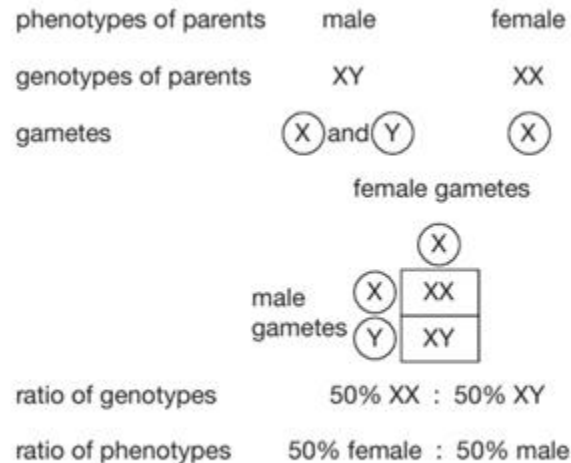 phenotypes of parents male female
genotypes of parents XY XX
gametes X and Y X
female gametes
X
male
gametes
X XX
Y XY
ratio of genotypes 50% XX : 50% XY
ratio of phenotypes 50% female : 50% male